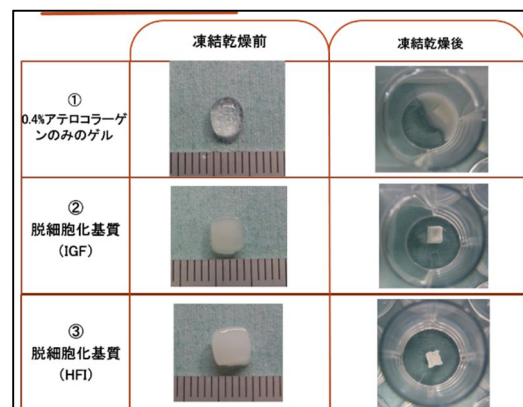 凍結乾燥前
凍結乾燥後
①
0.4%アテロコラーゲ
ンのみのゲル
②
脱細胞化基質
(IGF)
③
脱細胞化基質
(HFI)